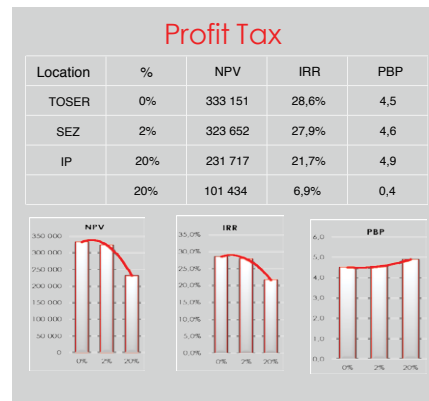 Profit Tax
Location % NPV IRR PBP
TOSER 0% 333 151 28,6% 4,5
SEZ 2% 323 652 27,9% 4,6
IP 20% 231 717 21,7% 4,9
20% 101 434 6,9% 0,4
NPV
350 000
300 000
250 000
200 000
150 000
100 000
50 000
0
0% 2% 20%
IRR
35,0%
30,0%
25,0%
20,0%
15,0%
10,0%
5,0%
0,0%
0% 2% 20%
PBP
6,0
5,0
4,0
3,0
2,0
1,0
0,0
0% 2% 20%